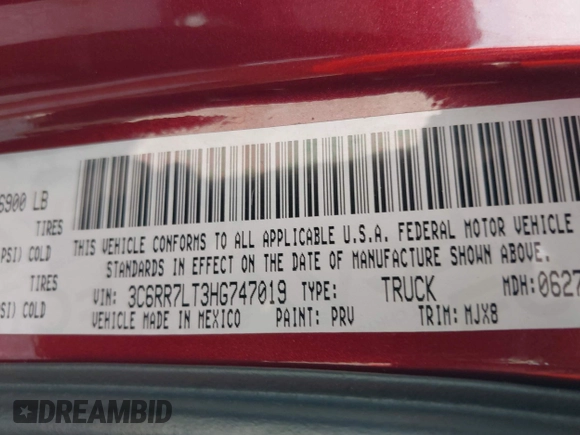 6900 LB
TIRES
PSI) COLD
TIRES
SI) COLD
THIS VEHICLE CONFORMS TO ALL APPLICABLE U.S.A. FEDERAL MOTOR VEHICLE
STANDARDS IN EFFECT ON THE DATE OF MANUFACTURE SHOWN ABOVE.
VIN: 3C6RR7LT3HG747019 TYPE: TRUCK MDH: 0627
VEHICLE MADE IN MEXICO PAINT: PRV TRIM: MJX8
DREAMBID